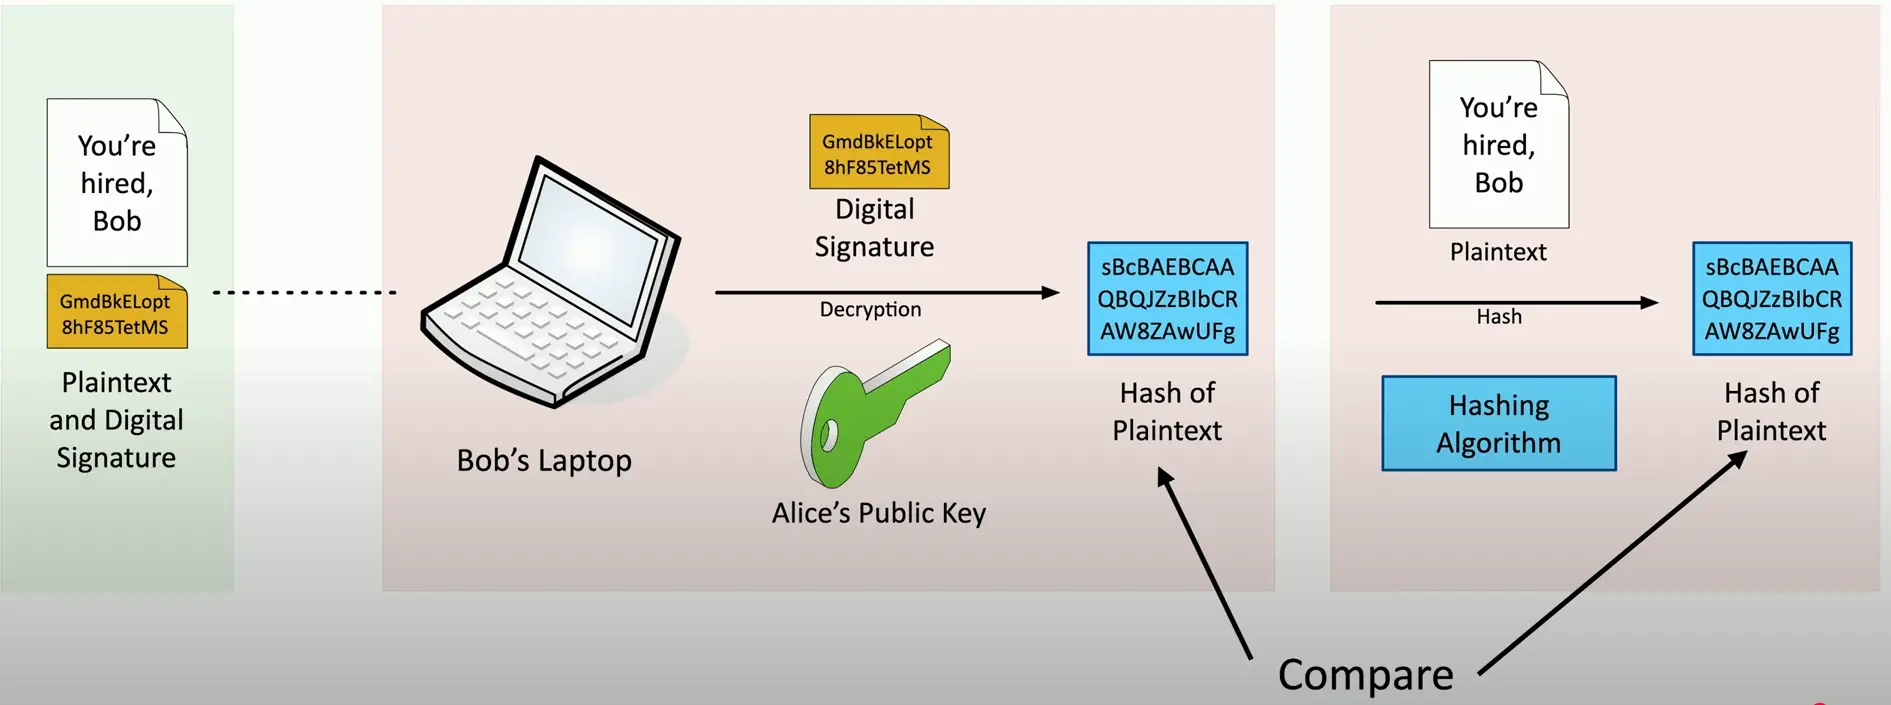 You're
hired,
Bob
GmdBkELopt
8hF85TetMS
Plaintext
and Digital
Signature
Bob's Laptop
GmdBkELopt
8hF85TetMS
Digital
Signature
Decryption
Alice's Public Key
sBcBAEBCAA
QBQJZzBIbCR
AW8ZAwUFg
Hash of
Plaintext
You're
hired,
Bob
Plaintext
Hash
Hashing
Algorithm
sBcBAEBCAA
QBQJZzBIbCR
AW8ZAwUFg
Hash of
Plaintext
Compare